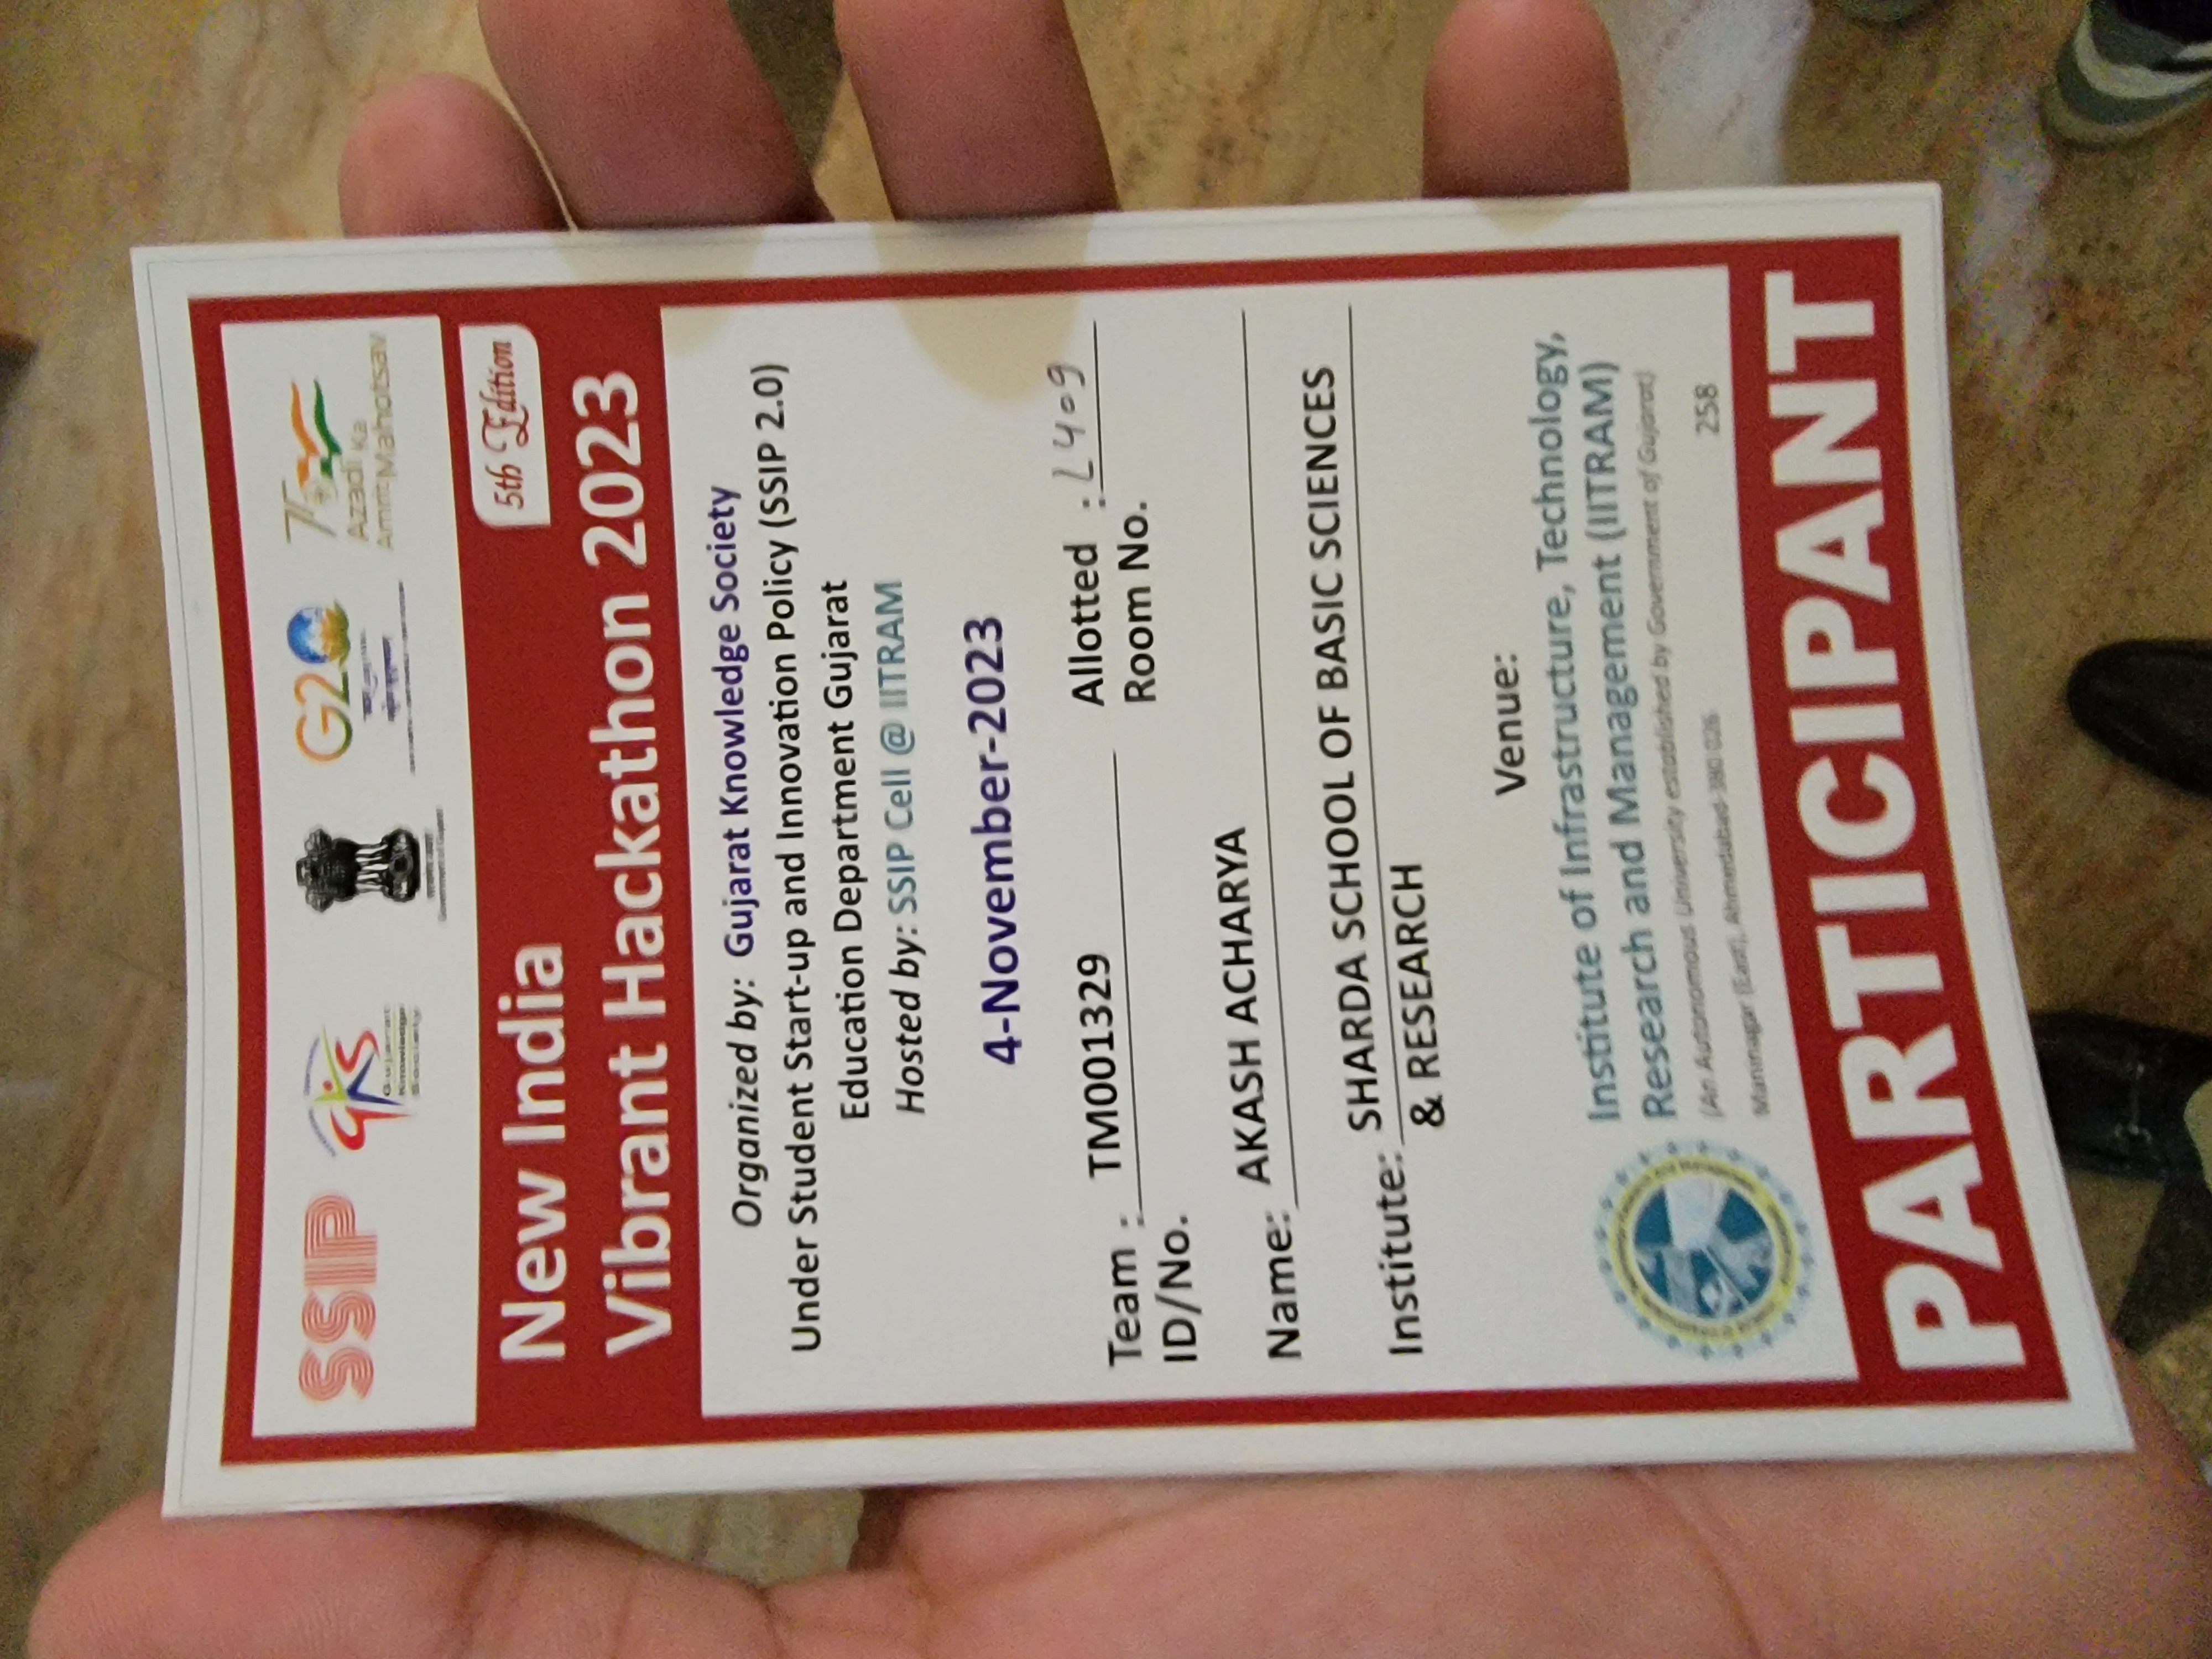 SSIP
GKS
Gujarat
Knowledge
Society
Government of Gujarat
G20
75
Azadi Ka
Amrit Mahotsav
New India
5th Edition
Vibrant Hackathon 2023
Organized by: Gujarat Knowledge Society
Under Student Start-up and Innovation Policy (SSIP 2.0)
Education Department Gujarat
Hosted by: SSIP Cell @ IITRAM
4-November-2023
Team : TM001329
ID/No.
Allotted : L409
Room No.
Name: AKASH ACHARYA
Institute: SHARDA SCHOOL OF BASIC SCIENCES
& RESEARCH
Venue:
Institute of Infrastructure, Technology,
Research and Management (IITRAM)
(An Autonomous University established by Government of Gujarat)
Maninagar (East), Ahmedabad-380 026
258
PARTICIPANT